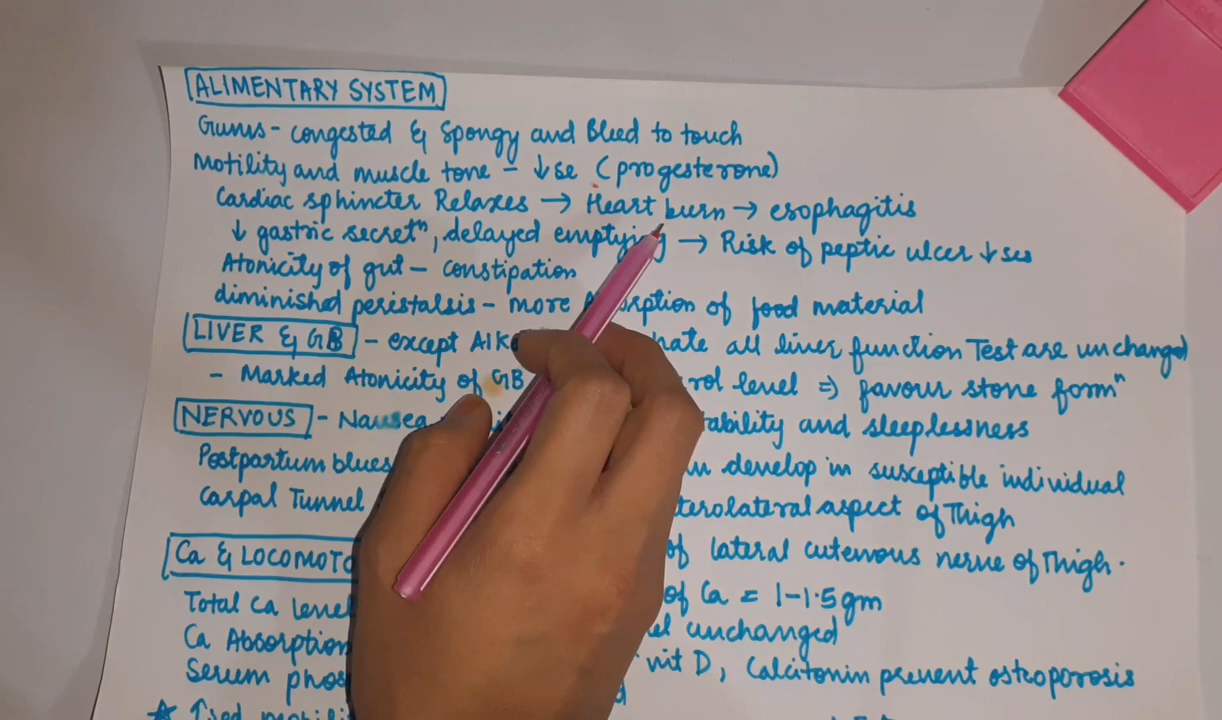 ALIMENTARY SYSTEM
Gums - congested & spongy and Bleed to touch
Motility and muscle tone - ↓se (progesterone)
Cardiac sphincter Relaxes → Heart burn → esophagitis
↓ gastric secretⁿ, delayed emptying → Risk of peptic ulcer ↓ses
Atonicity of gut - constipation
diminished peristalsis - more of food material
LIVER & GB - except all liver function Test are unchanged
- Marked Atonicity of GB level ⇒ favour stone formⁿ
NERVOUS - Nausea and sleeplessness
Postpartum blues develop in susceptible individual
Carpal Tunnel aspect of Thigh
Ca & of lateral cutenous nerve of Thigh.
Total Ca level of Ca = 1-1.5gm
Ca Absorption unchanged
Serum vit D, Calcitonin prevent osteoporosis